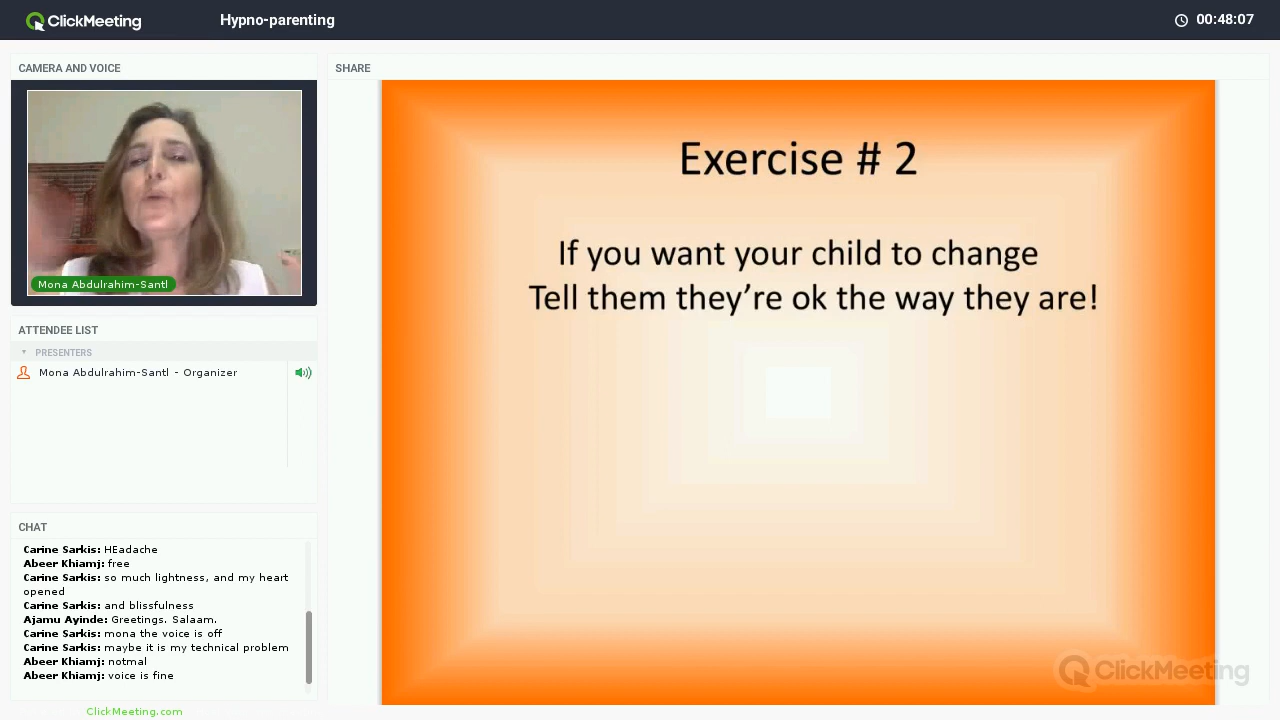 ClickMeeting
Hypno-parenting
00:48:07
CAMERA AND VOICE
Mona Abdulrahim-Santl
ATTENDEE LIST
PRESENTERS
Mona Abdulrahim-Santl - Organizer
CHAT
Carine Sarkis: HEadache
Abeer Khiamj: free
Carine Sarkis: so much lightness, and my heart
opened
Carine Sarkis: and blissfulness
Ajamu Ayinde: Greetings. Salaam.
Carine Sarkis: mona the voice is off
Carine Sarkis: maybe it is my technical problem
Abeer Khiamj: notmal
Abeer Khiamj: voice is fine
ClickMeeting.com
SHARE
Exercise # 2
If you want your child to change
Tell them they’re ok the way they are!
ClickMeeting